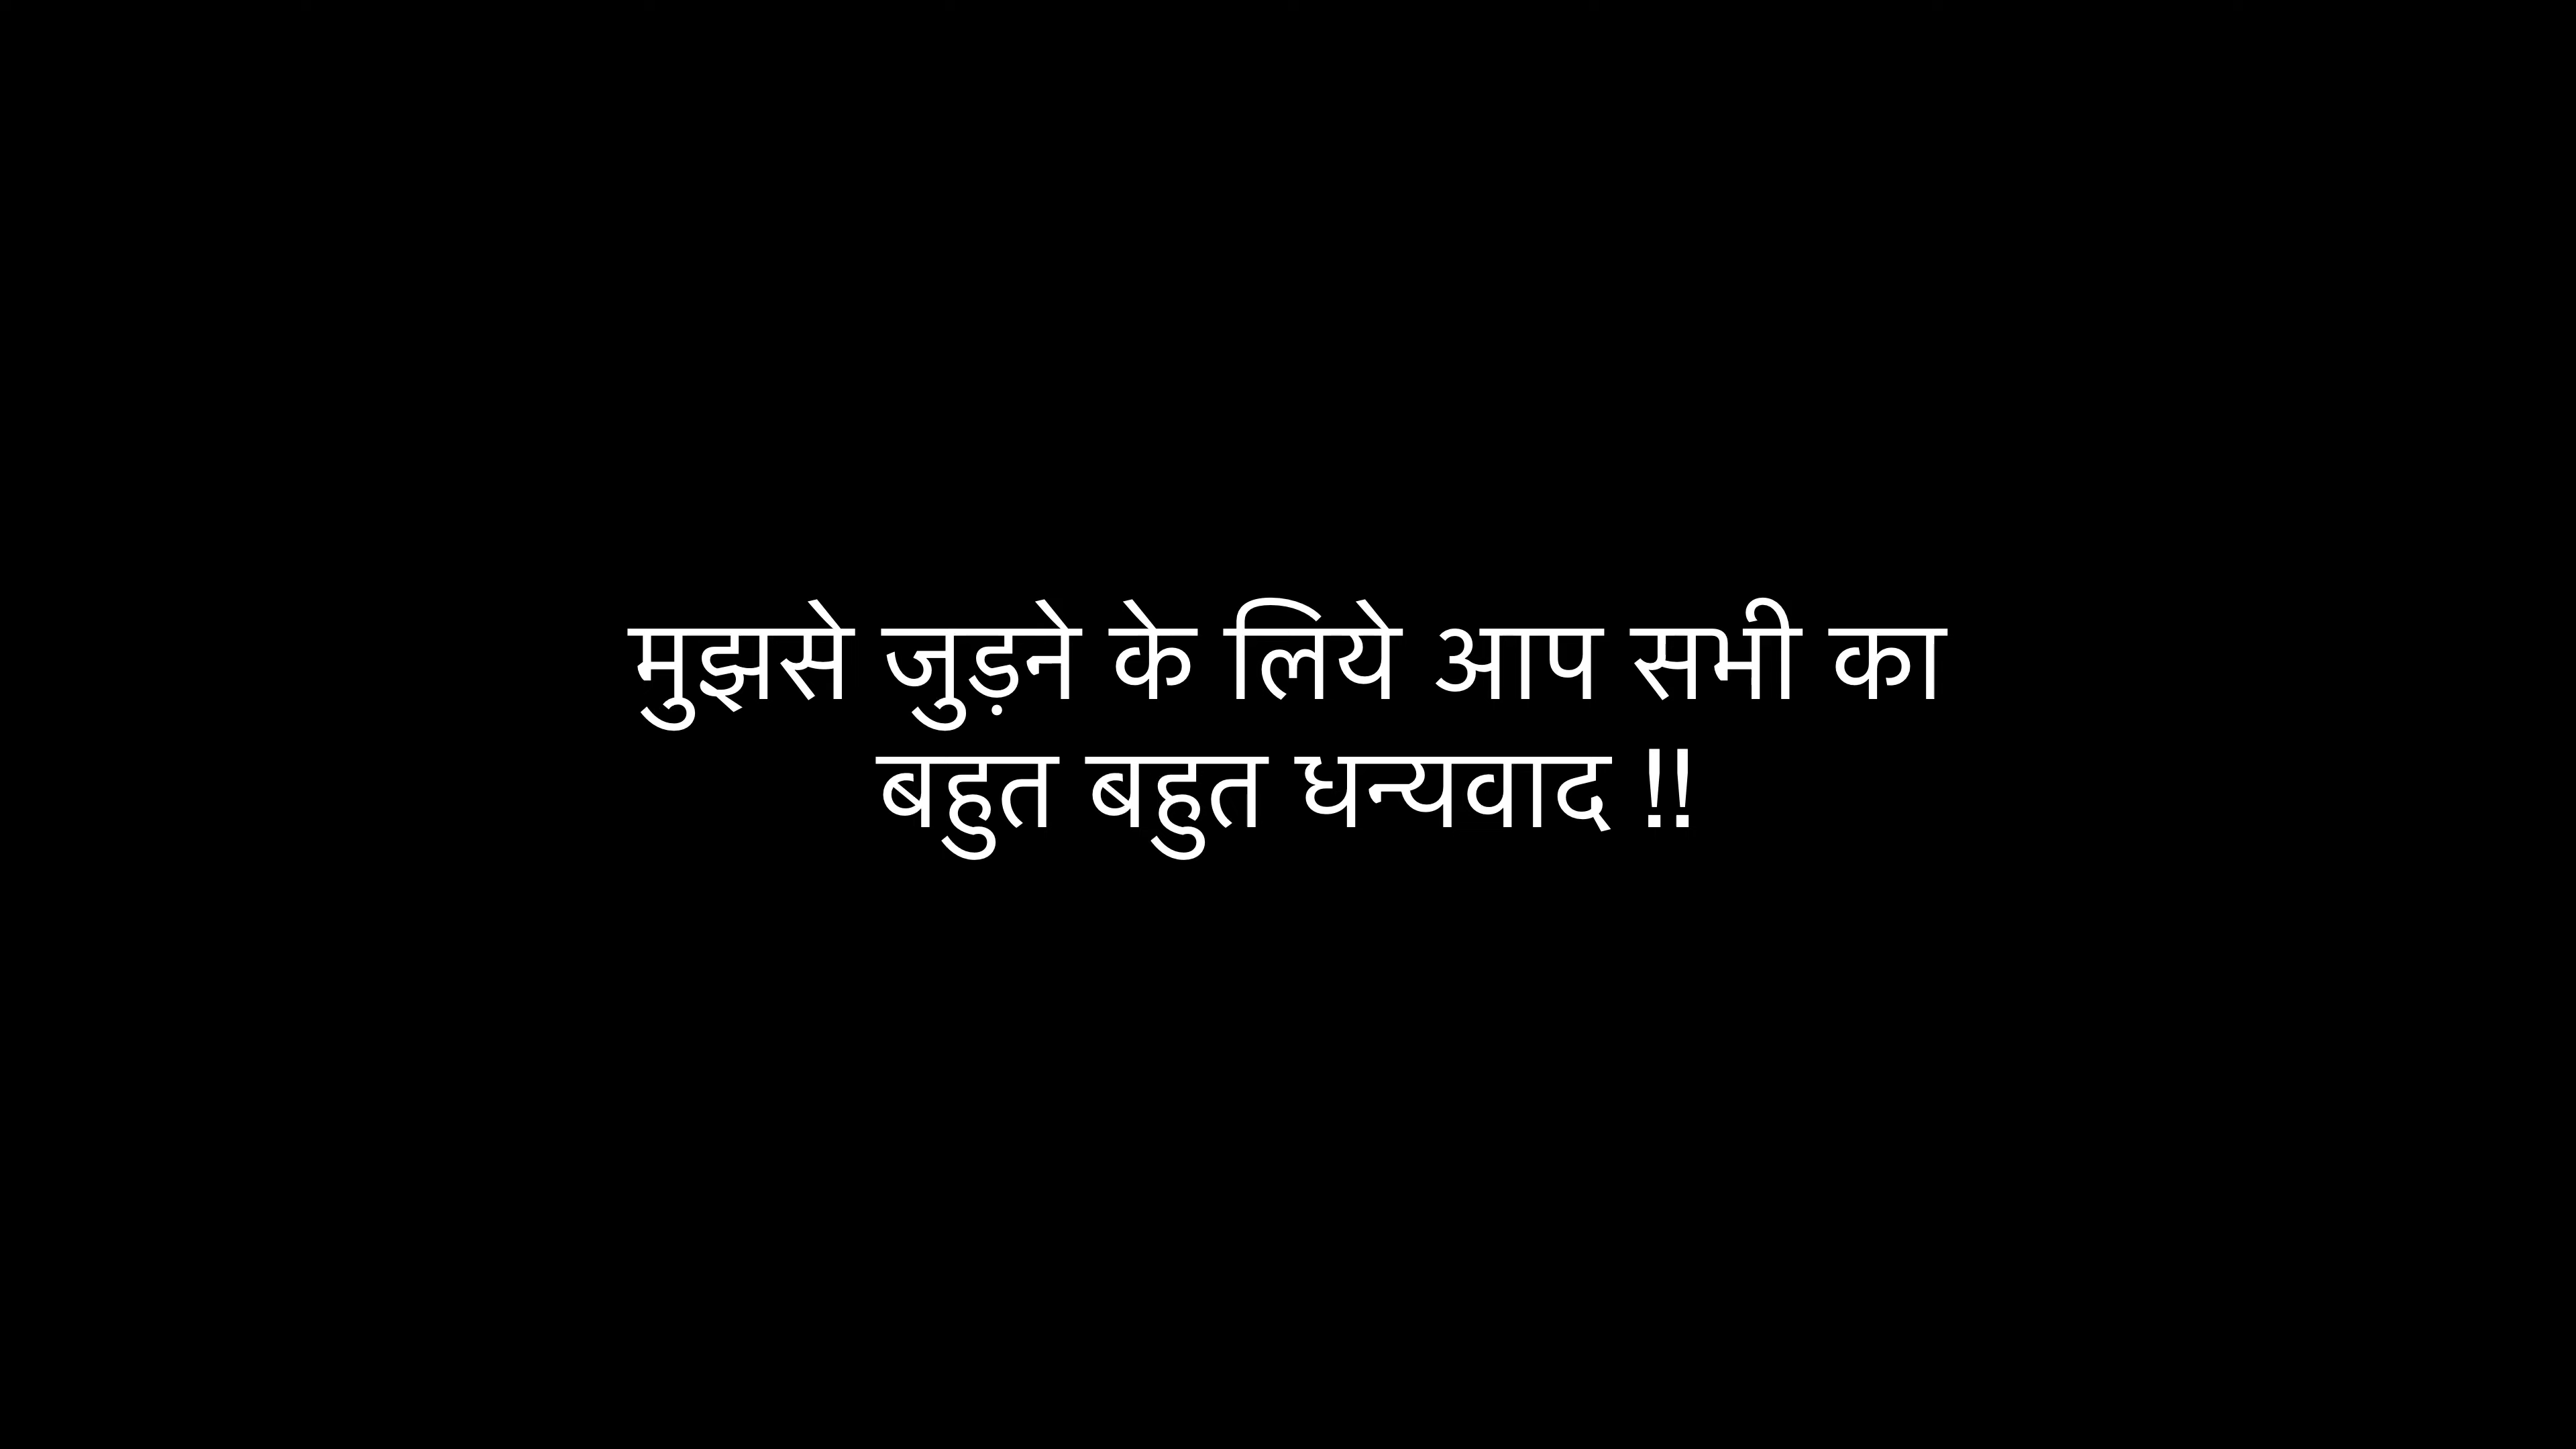 मुझसे जुड़ने के लिये आप सभी का
बहुत बहुत धन्यवाद !!